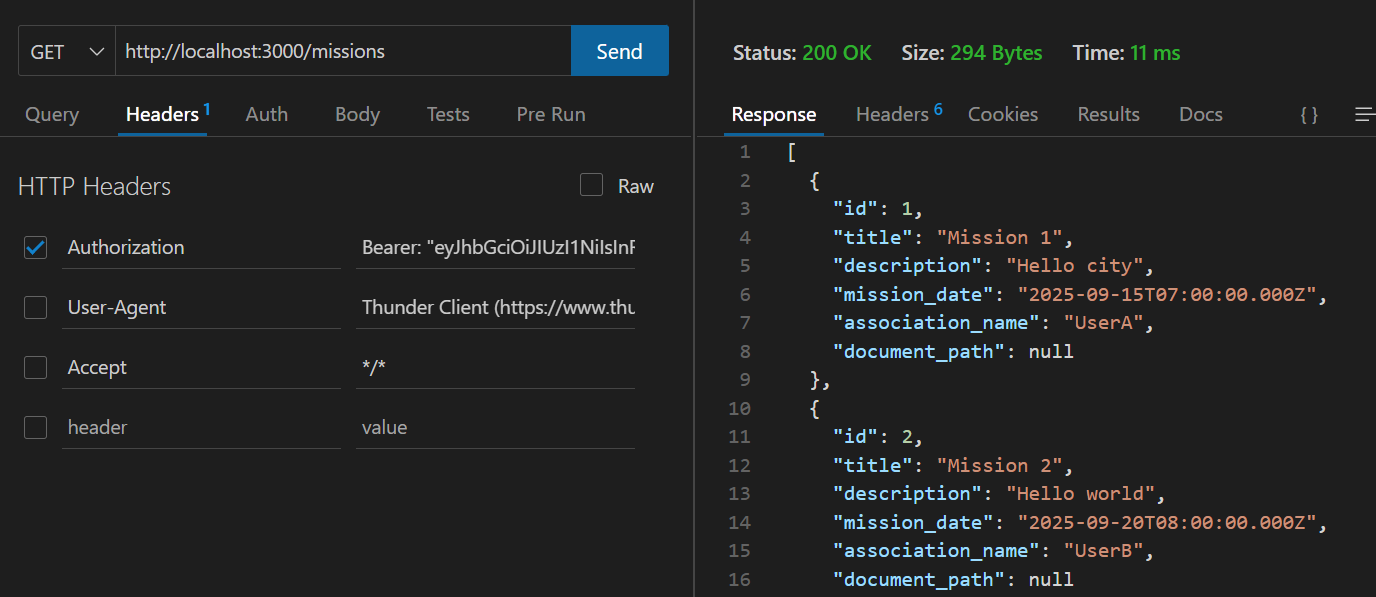 GET http://localhost:3000/missions Send
Query Headers 1 Auth Body Tests Pre Run
HTTP Headers Raw
Authorization Bearer: "eyJhbGciOiJIUzI1NiIsInF
User-Agent Thunder Client (https://www.thu
Accept */*
header value
Status: 200 OK Size: 294 Bytes Time: 11 ms
Response Headers 6 Cookies Results Docs { }
1 [
2 {
3 "id": 1,
4 "title": "Mission 1",
5 "description": "Hello city",
6 "mission_date": "2025-09-15T07:00:00.000Z",
7 "association_name": "UserA",
8 "document_path": null
9 },
10 {
11 "id": 2,
12 "title": "Mission 2",
13 "description": "Hello world",
14 "mission_date": "2025-09-20T08:00:00.000Z",
15 "association_name": "UserB",
16 "document_path": null